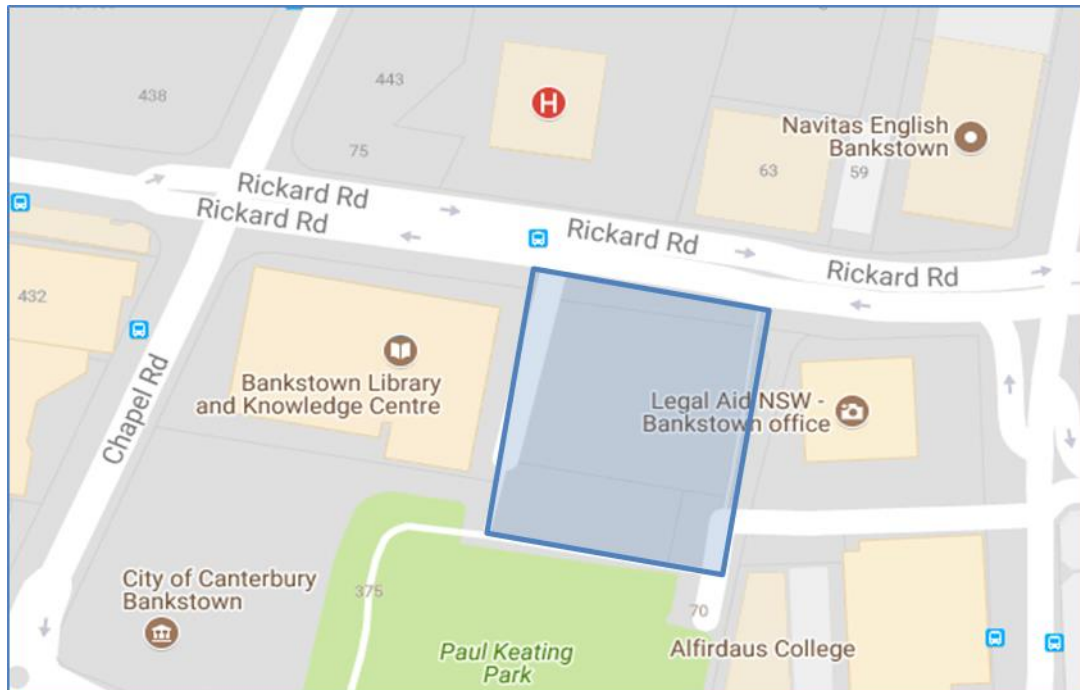 438
443
75
H
63
59
Navitas English
Bankstown
Rickard Rd
Rickard Rd
Rickard Rd
Rickard Rd
432
Chapel Rd
Bankstown Library
and Knowledge Centre
Legal Aid NSW -
Bankstown office
City of Canterbury
Bankstown
375
70
Paul Keating
Park
Alfirdaus College